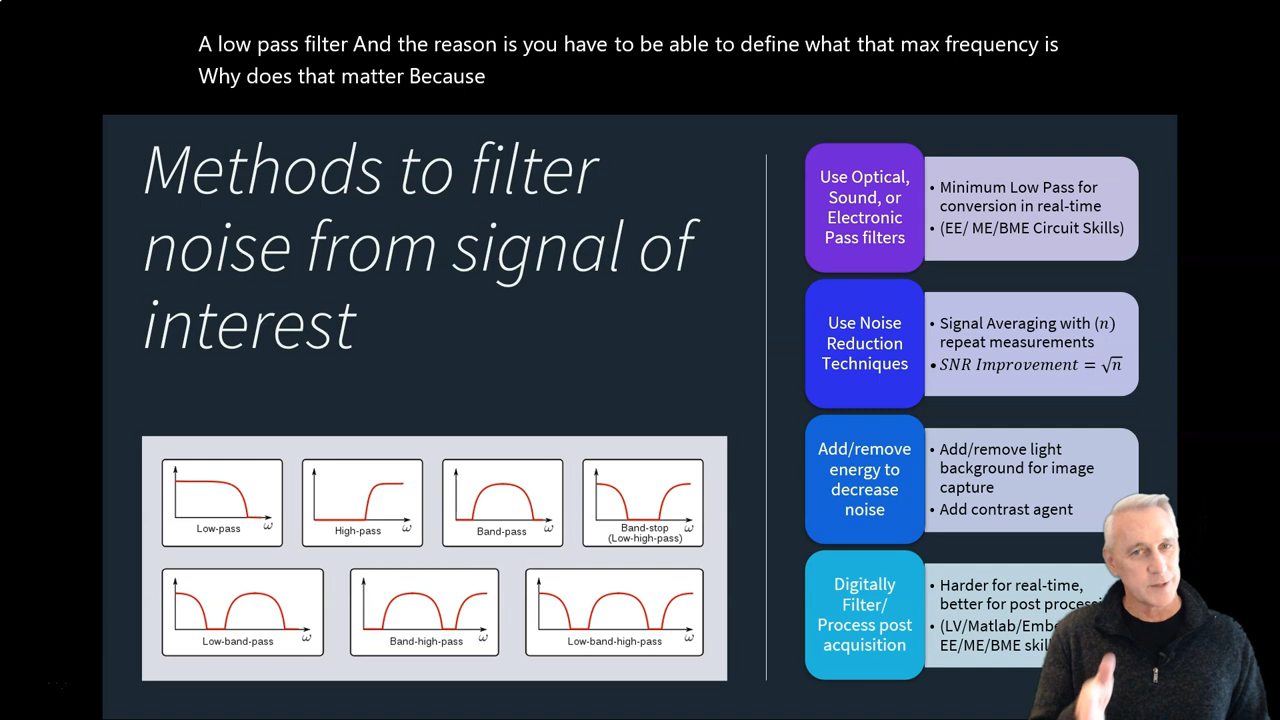 A low pass filter And the reason is you have to be able to define what that max frequency is
Why does that matter Because
Methods to filter
noise from signal of
interest
Low-pass
ω
High-pass
ω
Band-pass
ω
Band-stop
(Low-high-pass)
ω
Low-band-pass
ω
Band-high-pass
ω
Low-band-high-pass
ω
Use Optical,
Sound, or
Electronic
Pass filters
• Minimum Low Pass for
conversion in real-time
• (EE/ ME/BME Circuit Skills)
Use Noise
Reduction
Techniques
• Signal Averaging with (n)
repeat measurements
• SNR Improvement = √n
Add/remove
energy to
decrease
noise
• Add/remove light
background for image
capture
• Add contrast agent
Digitally
Filter/
Process post
acquisition
• Harder for real-time,
better for post
• (LV/Matlab/
EE/ME/BME